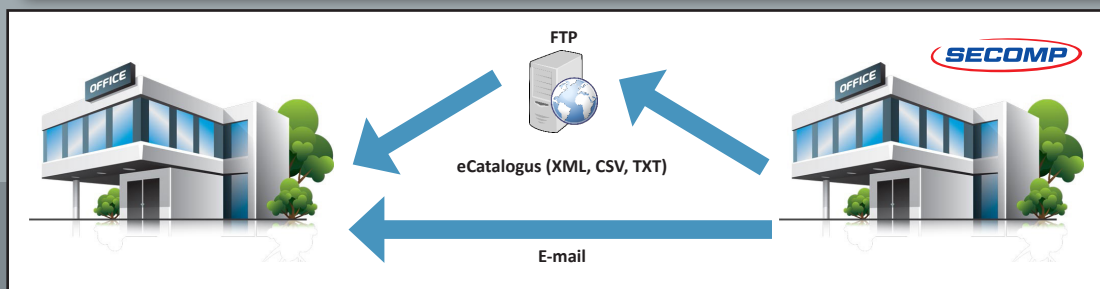 FTP
SECOMP
OFFICE
OFFICE
eCatalogus (XML, CSV, TXT)
E-mail